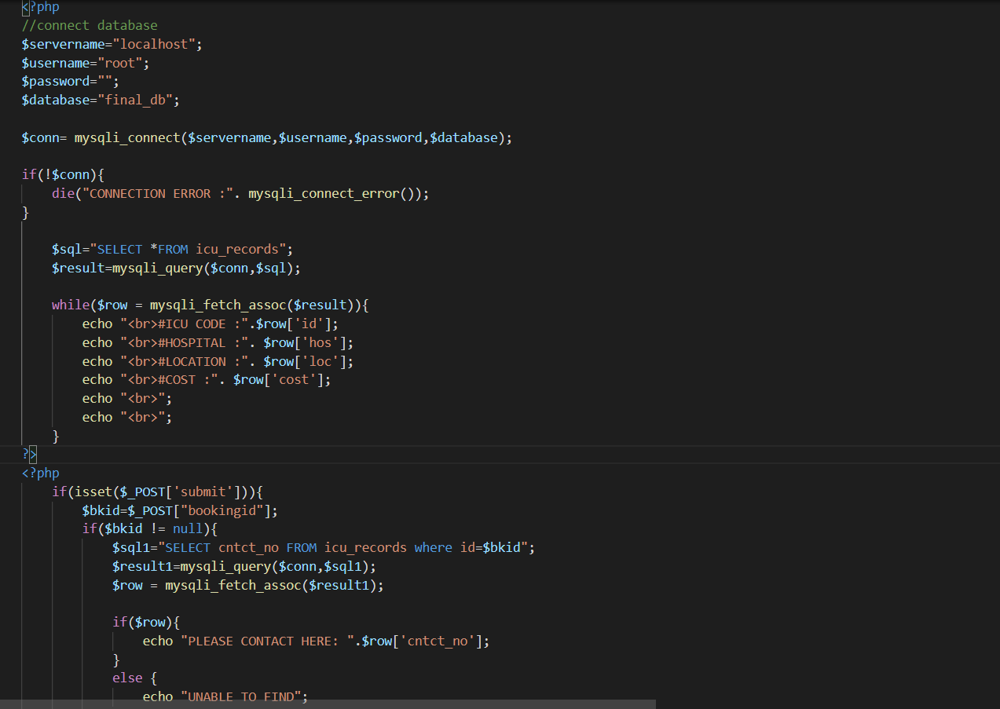 <?php
//connect database
$servername="localhost";
$username="root";
$password="";
$database="final_db";
$conn= mysqli_connect($servername,$username,$password,$database);
if(!$conn){
    die("CONNECTION ERROR :". mysqli_connect_error());
}
    $sql="SELECT *FROM icu_records";
    $result=mysqli_query($conn,$sql);
    while($row = mysqli_fetch_assoc($result)){
        echo "<br>#ICU CODE :".$row['id'];
        echo "<br>#HOSPITAL :". $row['hos'];
        echo "<br>#LOCATION :". $row['loc'];
        echo "<br>#COST :". $row['cost'];
        echo "<br>";
        echo "<br>";
    }
?>
<?php
    if(isset($_POST['submit'])){
        $bkid=$_POST["bookingid"];
        if($bkid != null){
            $sql1="SELECT cntct_no FROM icu_records where id=$bkid";
            $result1=mysqli_query($conn,$sql1);
            $row = mysqli_fetch_assoc($result1);
            if($row){
                echo "PLEASE CONTACT HERE: ".$row['cntct_no'];
            }
            else {
                echo "UNABLE TO FIND";